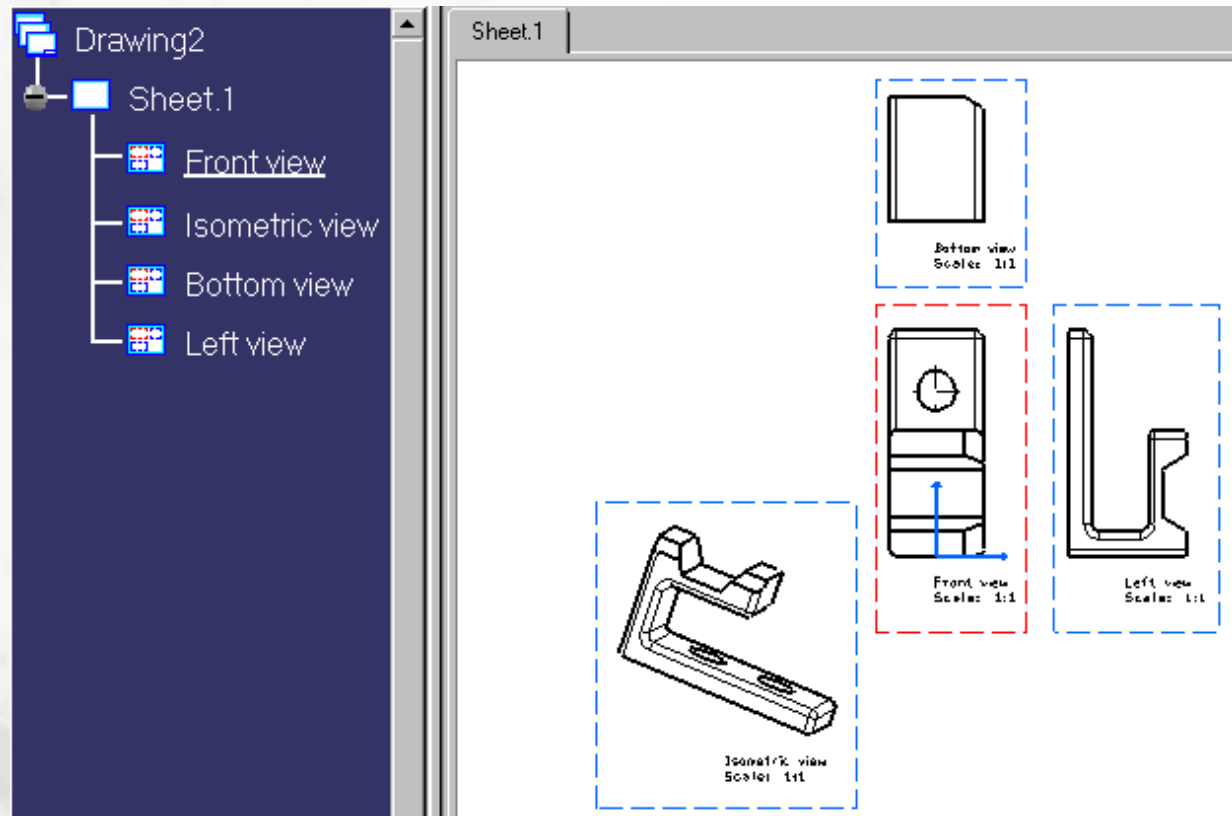 Drawing2
Sheet.1
Front view
Isometric view
Bottom view
Left view
Sheet.1
Bottom view
Scale: 1:1
Front view
Scale: 1:1
Left view
Scale: 1:1
Isometric view
Scale: 1:1